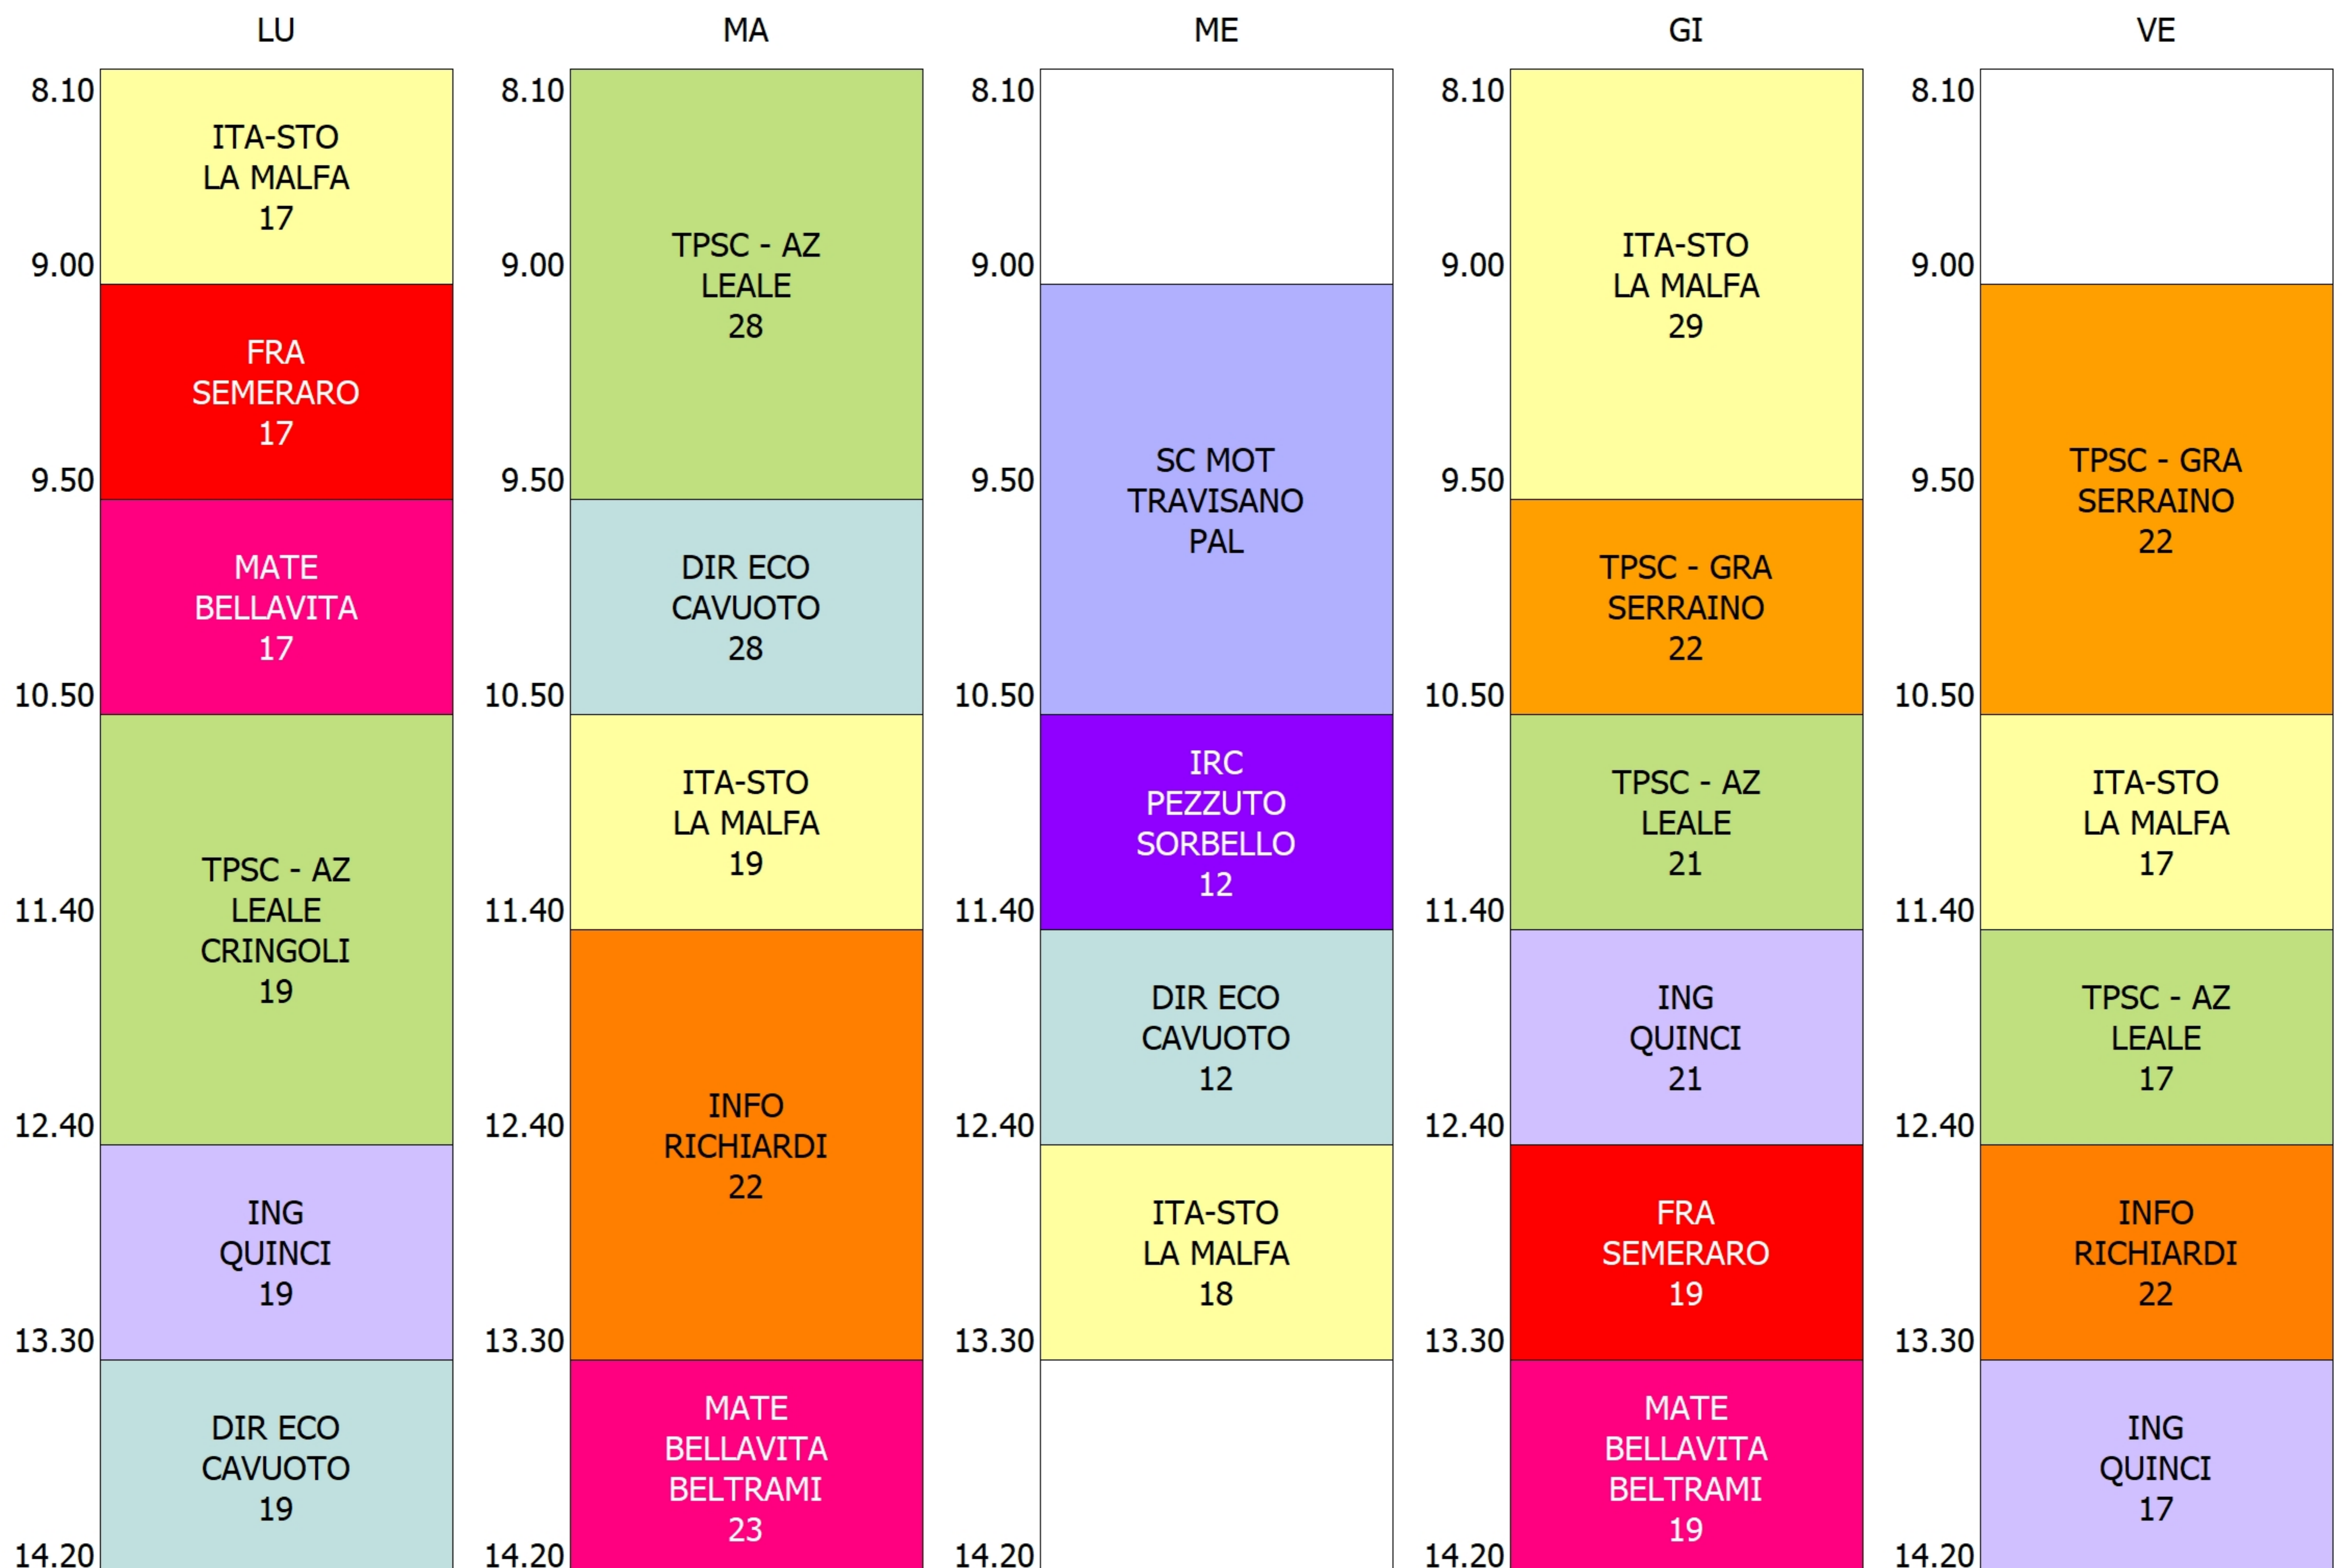 LU
MA
ME
GI
VE
8.10
ITA-STO
LA MALFA
17
9.00
FRA
SEMERARO
17
9.50
MATE
BELLAVITA
17
10.50
TPSC - AZ
LEALE
CRINGOLI
19
11.40
12.40
ING
QUINCI
19
13.30
DIR ECO
CAVUOTO
19
14.20
8.10
TPSC - AZ
LEALE
28
9.00
9.50
DIR ECO
CAVUOTO
28
10.50
ITA-STO
LA MALFA
19
11.40
INFO
RICHIARDI
22
12.40
13.30
MATE
BELLAVITA
BELTRAMI
23
14.20
8.10
9.00
SC MOT
TRAVISANO
PAL
9.50
10.50
IRC
PEZZUTO
SORBELLO
12
11.40
DIR ECO
CAVUOTO
12
12.40
ITA-STO
LA MALFA
18
13.30
14.20
8.10
ITA-STO
LA MALFA
29
9.00
9.50
TPSC - GRA
SERRAINO
22
10.50
TPSC - AZ
LEALE
21
11.40
ING
QUINCI
21
12.40
FRA
SEMERARO
19
13.30
MATE
BELLAVITA
BELTRAMI
19
14.20
8.10
9.00
TPSC - GRA
SERRAINO
22
9.50
10.50
ITA-STO
LA MALFA
17
11.40
TPSC - AZ
LEALE
17
12.40
INFO
RICHIARDI
22
13.30
ING
QUINCI
17
14.20